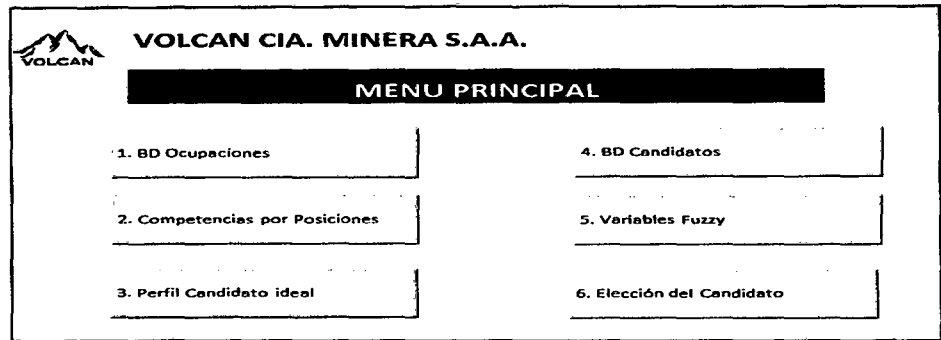 VOLCAN CIA. MINERA S.A.A.
VOLCAN
MENU PRINCIPAL
1. BD Ocupaciones
4. BD Candidatos
2. Competencias por Posiciones
5. Variables Fuzzy
3. Perfil Candidato ideal
6. Elección del Candidato